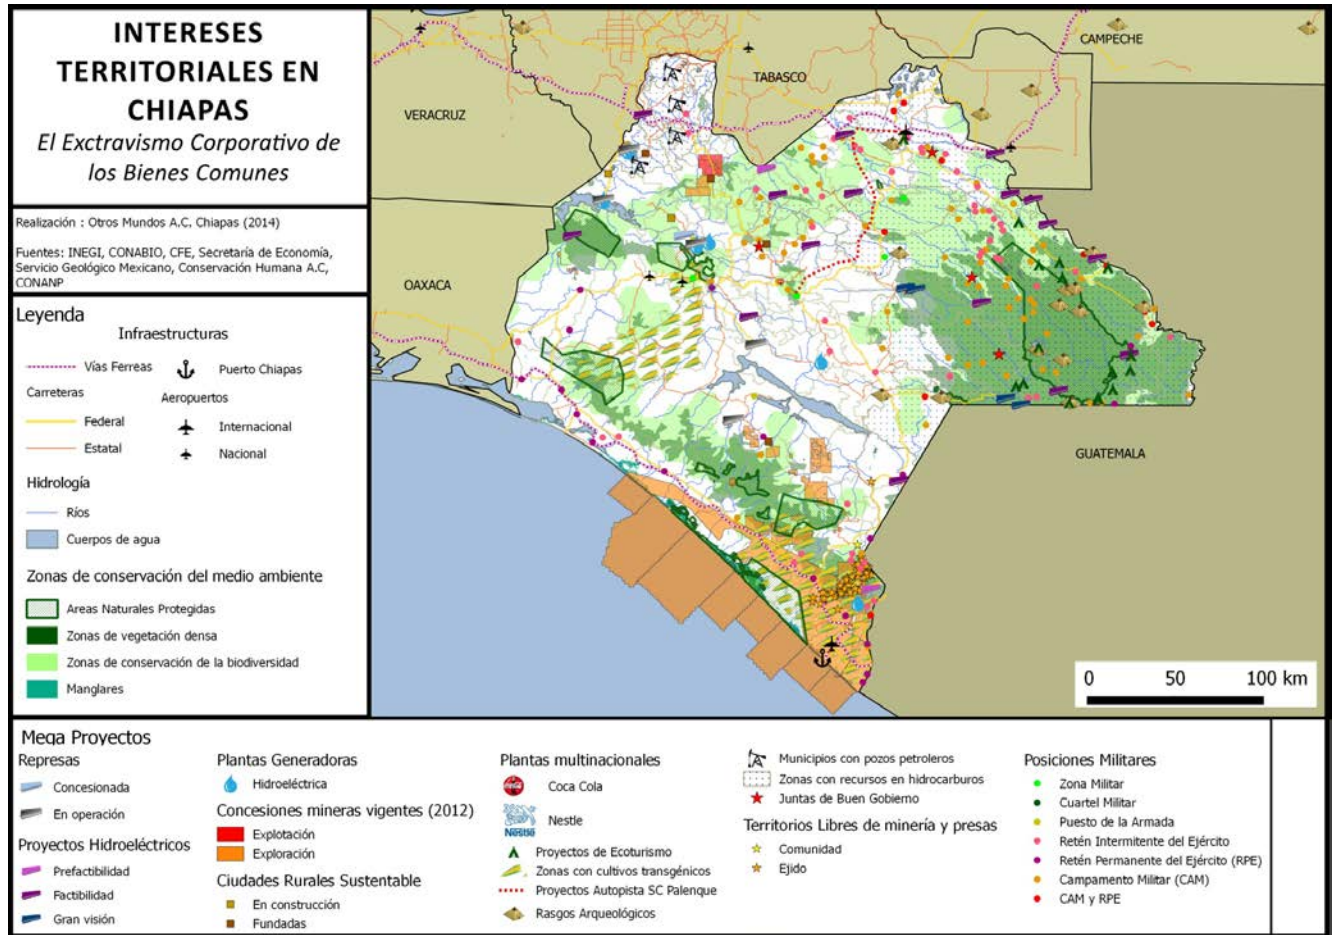 INTERESES
TERRITORIALES EN
CHIAPAS
El Exctravismo Corporativo de
los Bienes Comunes
Realización : Otros Mundos A.C. Chiapas (2014)
Fuentes: INEGI, CONABIO, CFE, Secretaría de Economía,
Servicio Geológico Mexicano, Conservación Humana A.C,
CONANP
Leyenda
Infraestructuras
Vías Ferreas
Puerto Chiapas
Carreteras
Aeropuertos
Federal
Internacional
Estatal
Nacional
Hidrología
Ríos
Cuerpos de agua
Zonas de conservación del medio ambiente
Areas Naturales Protegidas
Zonas de vegetación densa
Zonas de conservación de la biodiversidad
Manglares
CAMPECHE
TABASCO
VERACRUZ
OAXACA
GUATEMALA
0 50 100 km
Mega Proyectos
Represas
Concesionada
En operación
Proyectos Hidroeléctricos
Prefactibilidad
Factibilidad
Gran visión
Plantas Generadoras
Hidroeléctrica
Concesiones mineras vigentes (2012)
Explotación
Exploración
Ciudades Rurales Sustentable
En construcción
Fundadas
Plantas multinacionales
Coca Cola
Nestle
Nestlé
Proyectos de Ecoturismo
Zonas con cultivos transgénicos
Proyectos Autopista SC Palenque
Rasgos Arqueológicos
Municipios con pozos petroleros
Zonas con recursos en hidrocarburos
Juntas de Buen Gobierno
Territorios Libres de minería y presas
Comunidad
Ejido
Posiciones Militares
Zona Militar
Cuartel Militar
Puesto de la Armada
Retén Intermitente del Ejército
Retén Permanente del Ejército (RPE)
Campamento Militar (CAM)
CAM y RPE